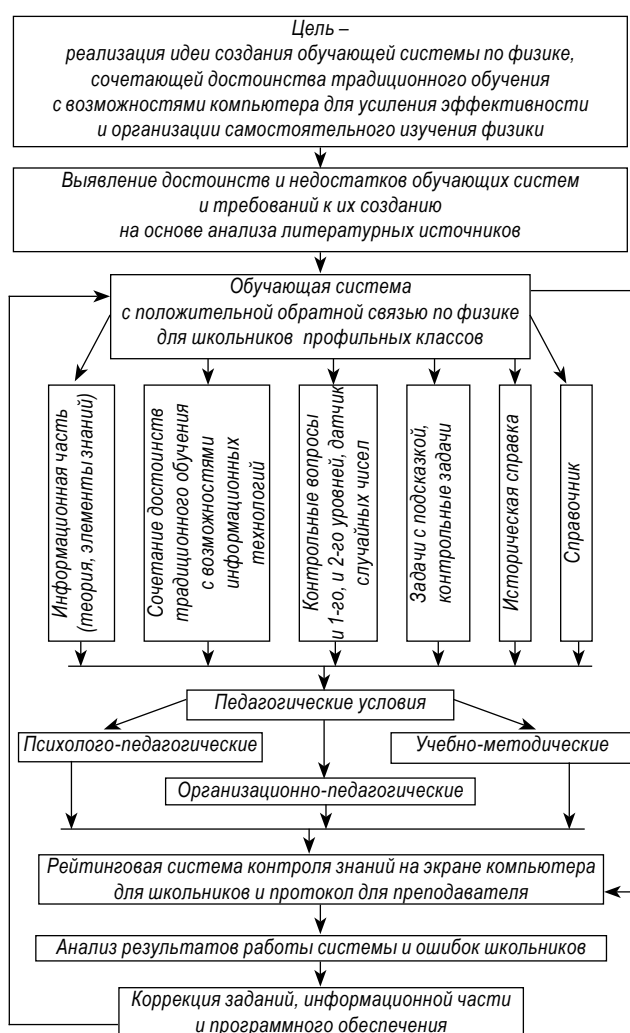 Цель –
реализация идеи создания обучающей системы по физике,
сочетающей достоинства традиционного обучения
с возможностями компьютера для усиления эффективности
и организации самостоятельного изучения физики
Выявление достоинств и недостатков обучающих систем
и требований к их созданию
на основе анализа литературных источников
Обучающая система
с положительной обратной связью по физике
для школьников профильных классов
Информационная часть
(теория, элементы знаний)
Сочетание достоинств
традиционного обучения
с возможностями
информационных
технологий
Контрольные вопросы
и 1-го, и 2-го уровней, датчик
случайных чисел
Задачи с подсказкой,
контрольные задачи
Историческая справка
Справочник
Педагогические условия
Психолого-педагогические
Учебно-методические
Организационно-педагогические
Рейтинговая система контроля знаний на экране компьютера
для школьников и протокол для преподавателя
Анализ результатов работы системы и ошибок школьников
Коррекция заданий, информационной части
и программного обеспечения